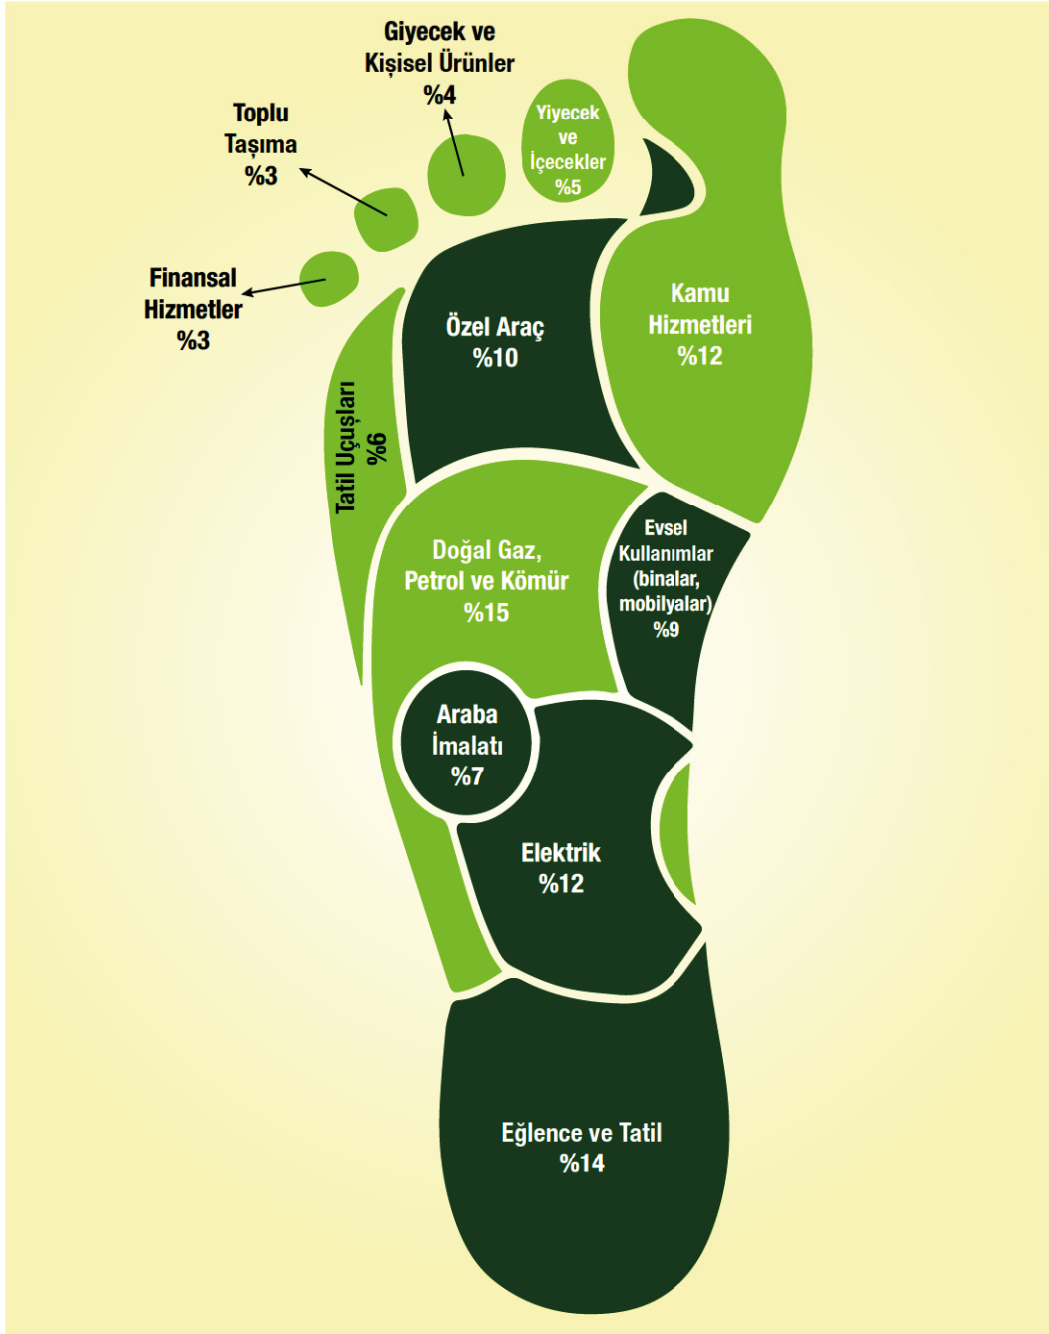 Giyecek ve
Kişisel Ürünler
%4
Yiyecek
ve
İçecekler
%5
Toplu
Taşıma
%3
Finansal
Hizmetler
%3
Kamu
Hizmetleri
%12
Özel Araç
%10
Tatil Uçuşları
%6
Evsel
Kullanımlar
(binalar,
mobilyalar)
%9
Doğal Gaz,
Petrol ve Kömür
%15
Araba
İmalatı
%7
Elektrik
%12
Eğlence ve Tatil
%14